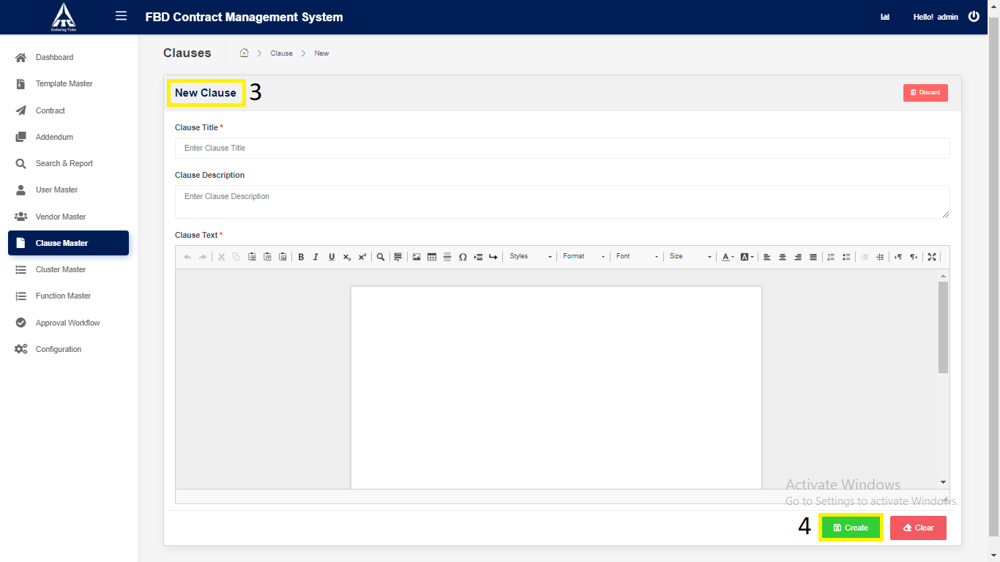 FBD Contract Management System
Hello! admin
Enduring Value
Dashboard
Template Master
Contract
Addendum
Search & Report
User Master
Vendor Master
Clause Master
Cluster Master
Function Master
Approval Workflow
Configuration
Clauses
Clause
New
New Clause 3
Discard
Clause Title *
Enter Clause Title
Clause Description
Enter Clause Description
Clause Text *
Styles Format Font Size
Activate Windows
Go to Settings to activate Windows.
4 Create Clear